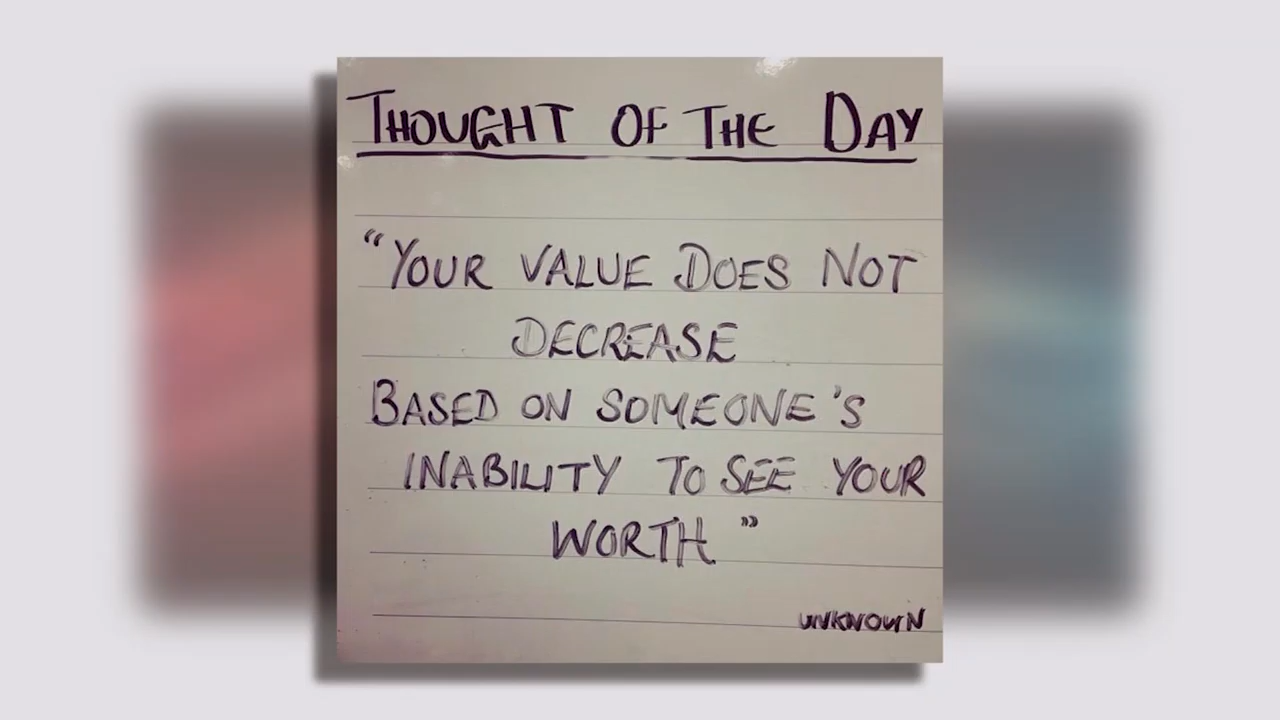 THOUGHT OF THE DAY
“YOUR VALUE DOES NOT
DECREASE
BASED ON SOMEONE'S
INABILITY TO SEE YOUR
WORTH”
UNKNOWN